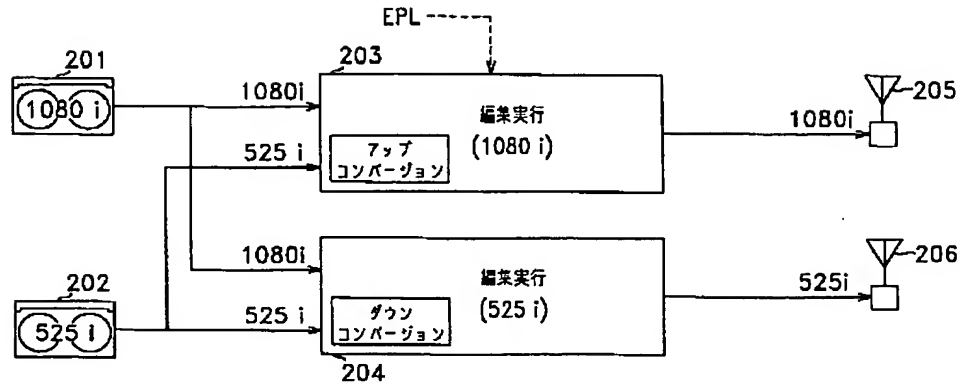 EPL
201
1080 i
203
1080i
525 i
編集実行
(1080 i)
アップ
コンバージョン
1080i
205
202
525 i
1080i
525 i
編集実行
(525 i)
ダウン
コンバージョン
204
525i
206